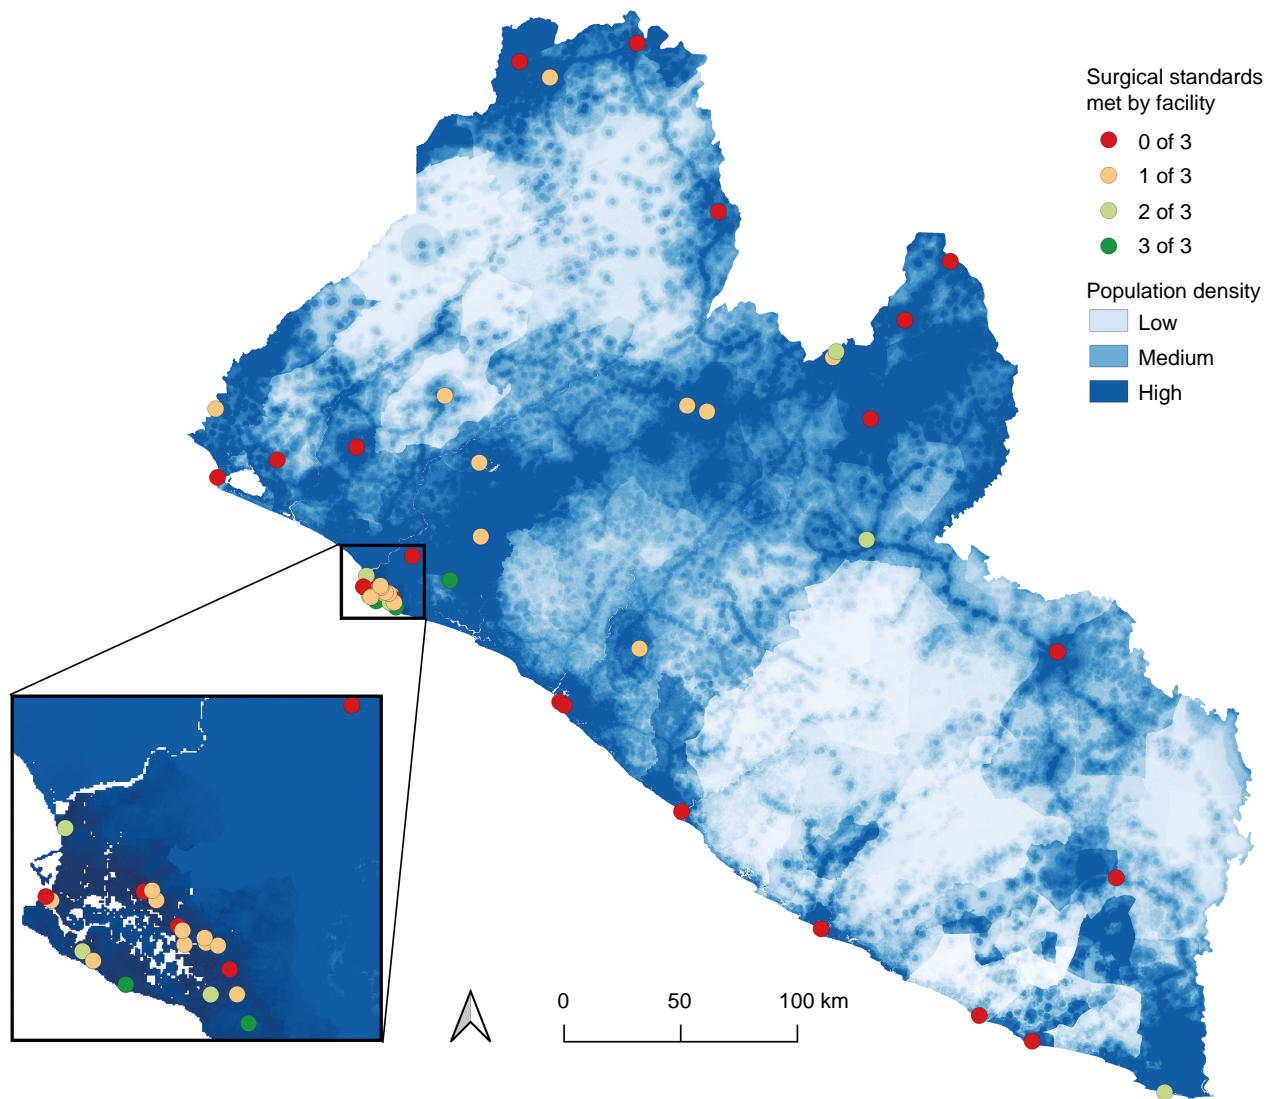 Surgical standards
met by facility
0 of 3
1 of 3
2 of 3
3 of 3
Population density
Low
Medium
High
0 50 100 km